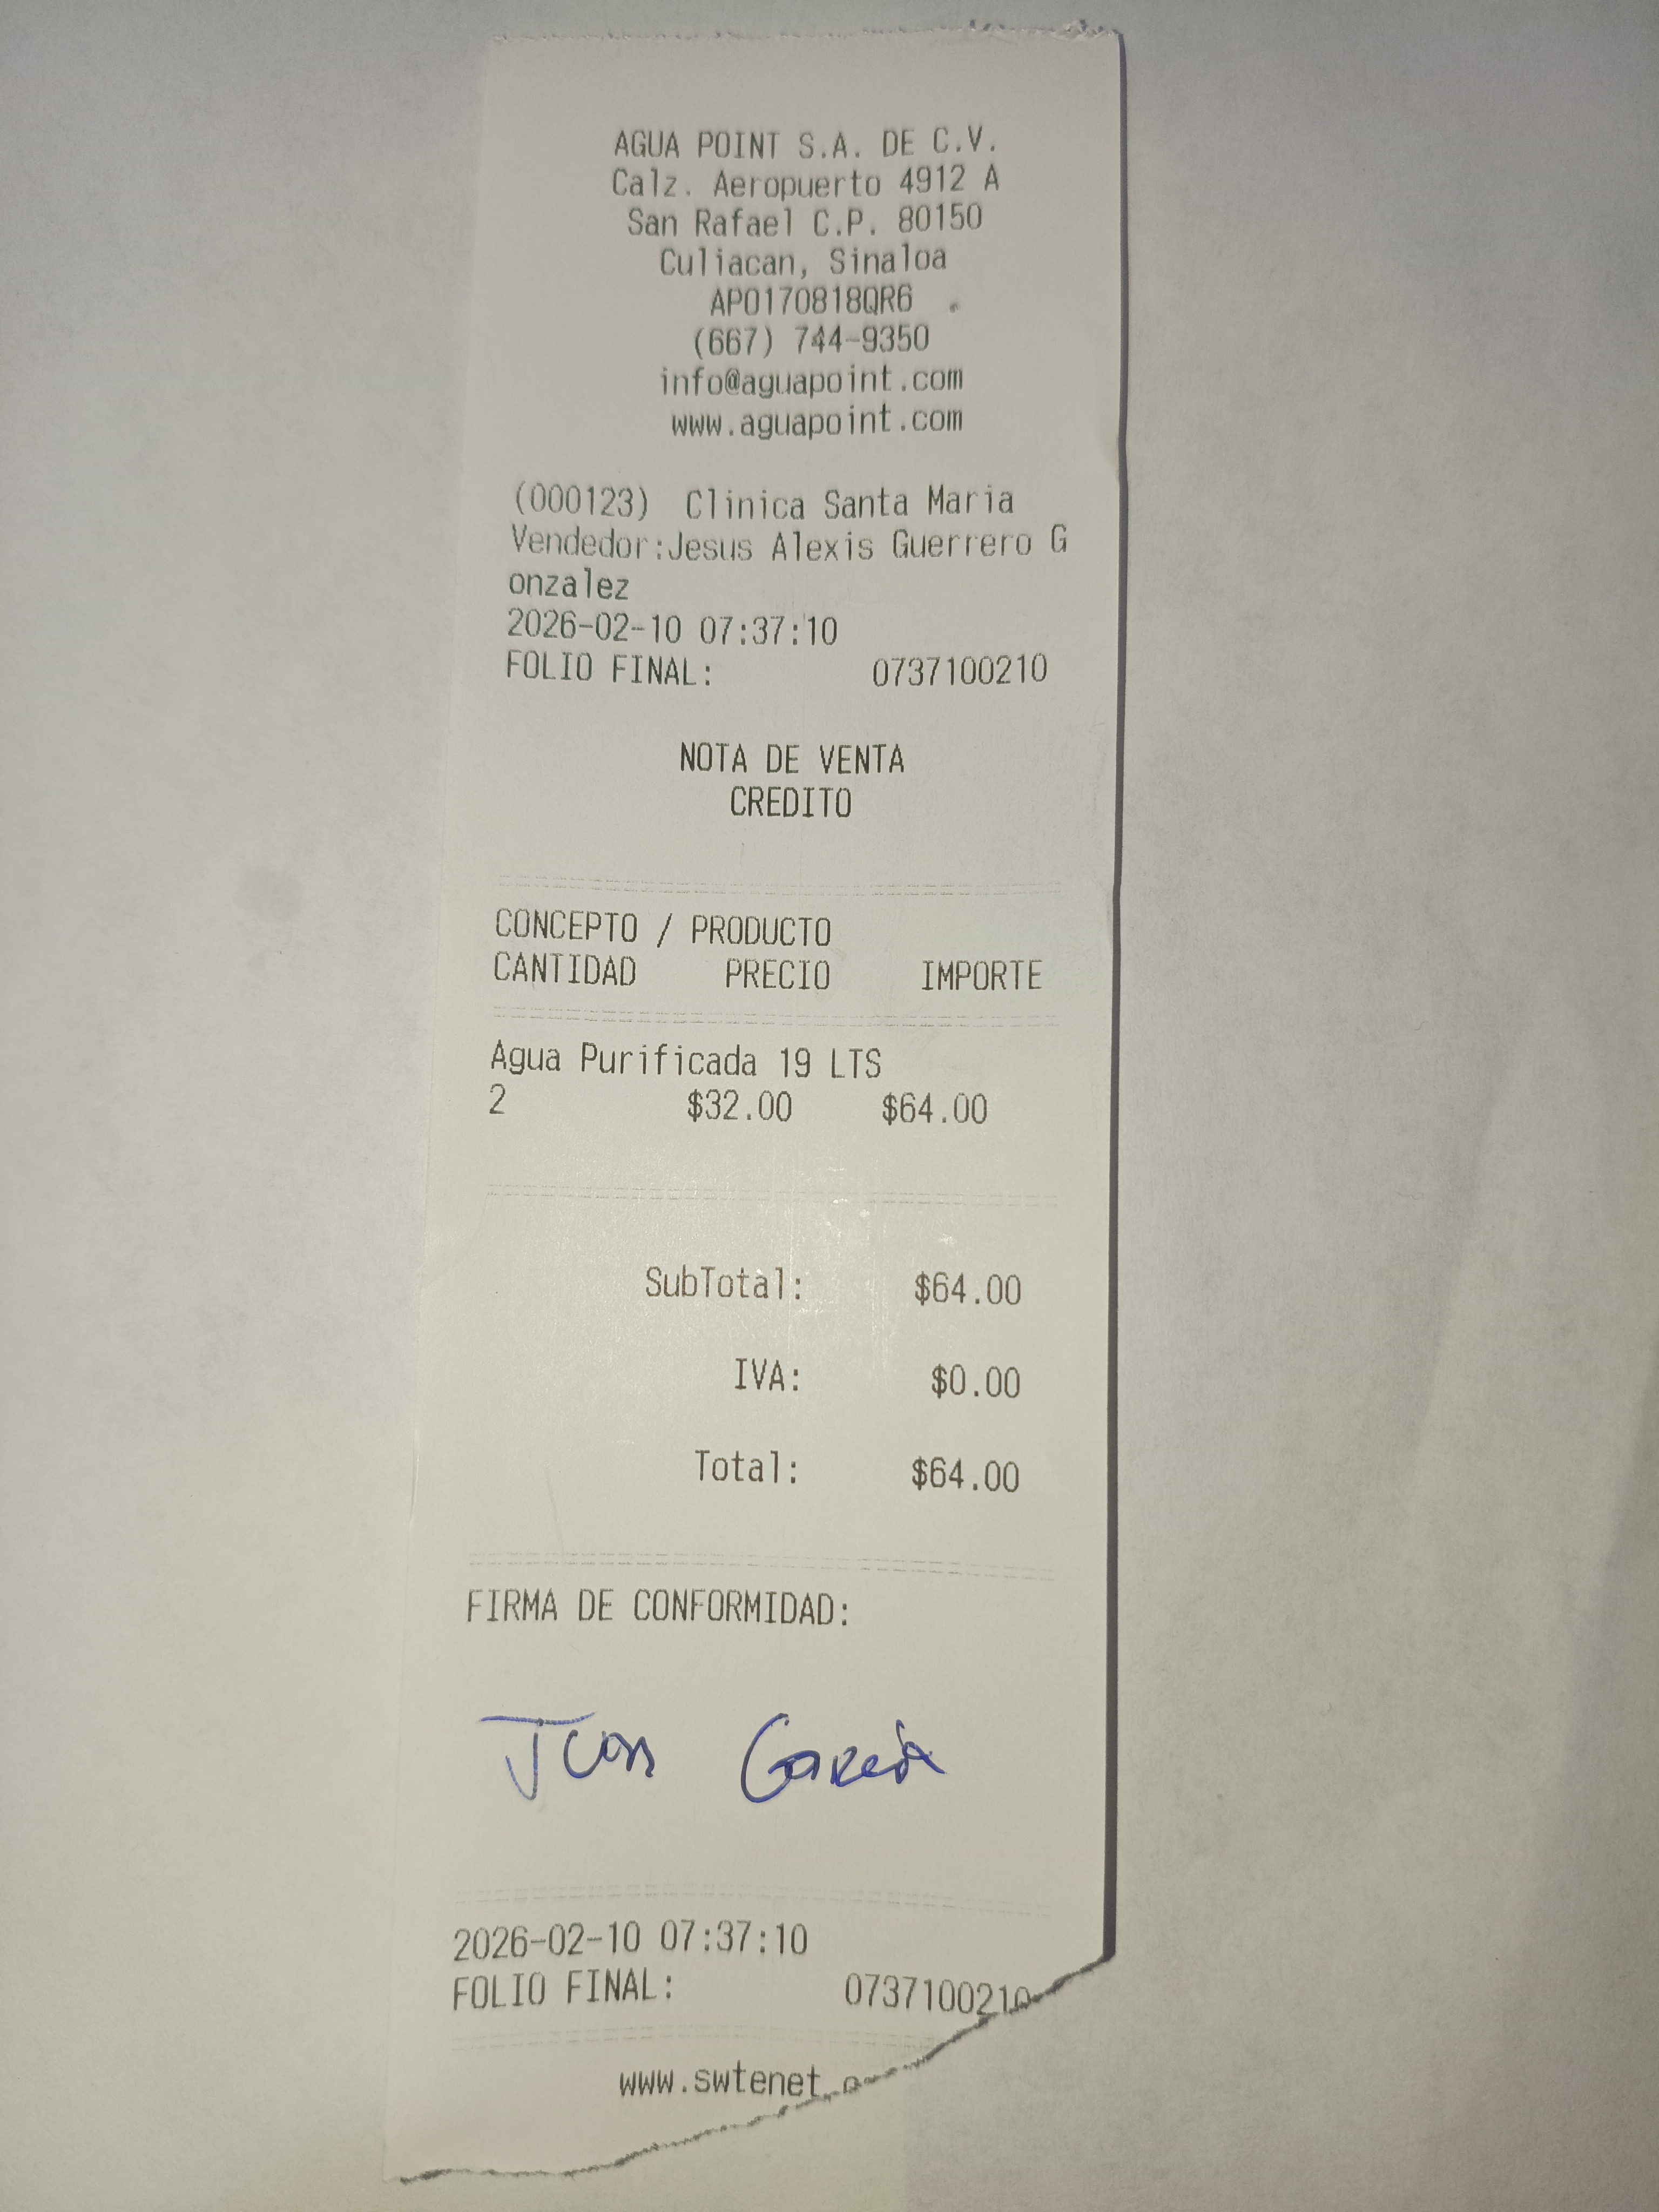 AGUA POINT S.A. DE C.V.
Calz. Aeropuerto 4912 A
San Rafael C.P. 80150
Culiacan, Sinaloa
APO170818QR6
(667) 744-9350
info@aguapoint.com
www.aguapoint.com
(000123) Clinica Santa Maria
Vendedor:Jesus Alexis Guerrero G
onzalez
2026-02-10 07:37:10
FOLIO FINAL: 0737100210
NOTA DE VENTA
CREDITO
CONCEPTO / PRODUCTO
CANTIDAD PRECIO IMPORTE
Agua Purificada 19 LTS
2 $32.00 $64.00
SubTotal: $64.00
IVA: $0.00
Total: $64.00
FIRMA DE CONFORMIDAD:
Juan Garcia
2026-02-10 07:37:10
FOLIO FINAL: 0737100210
www.swtenet